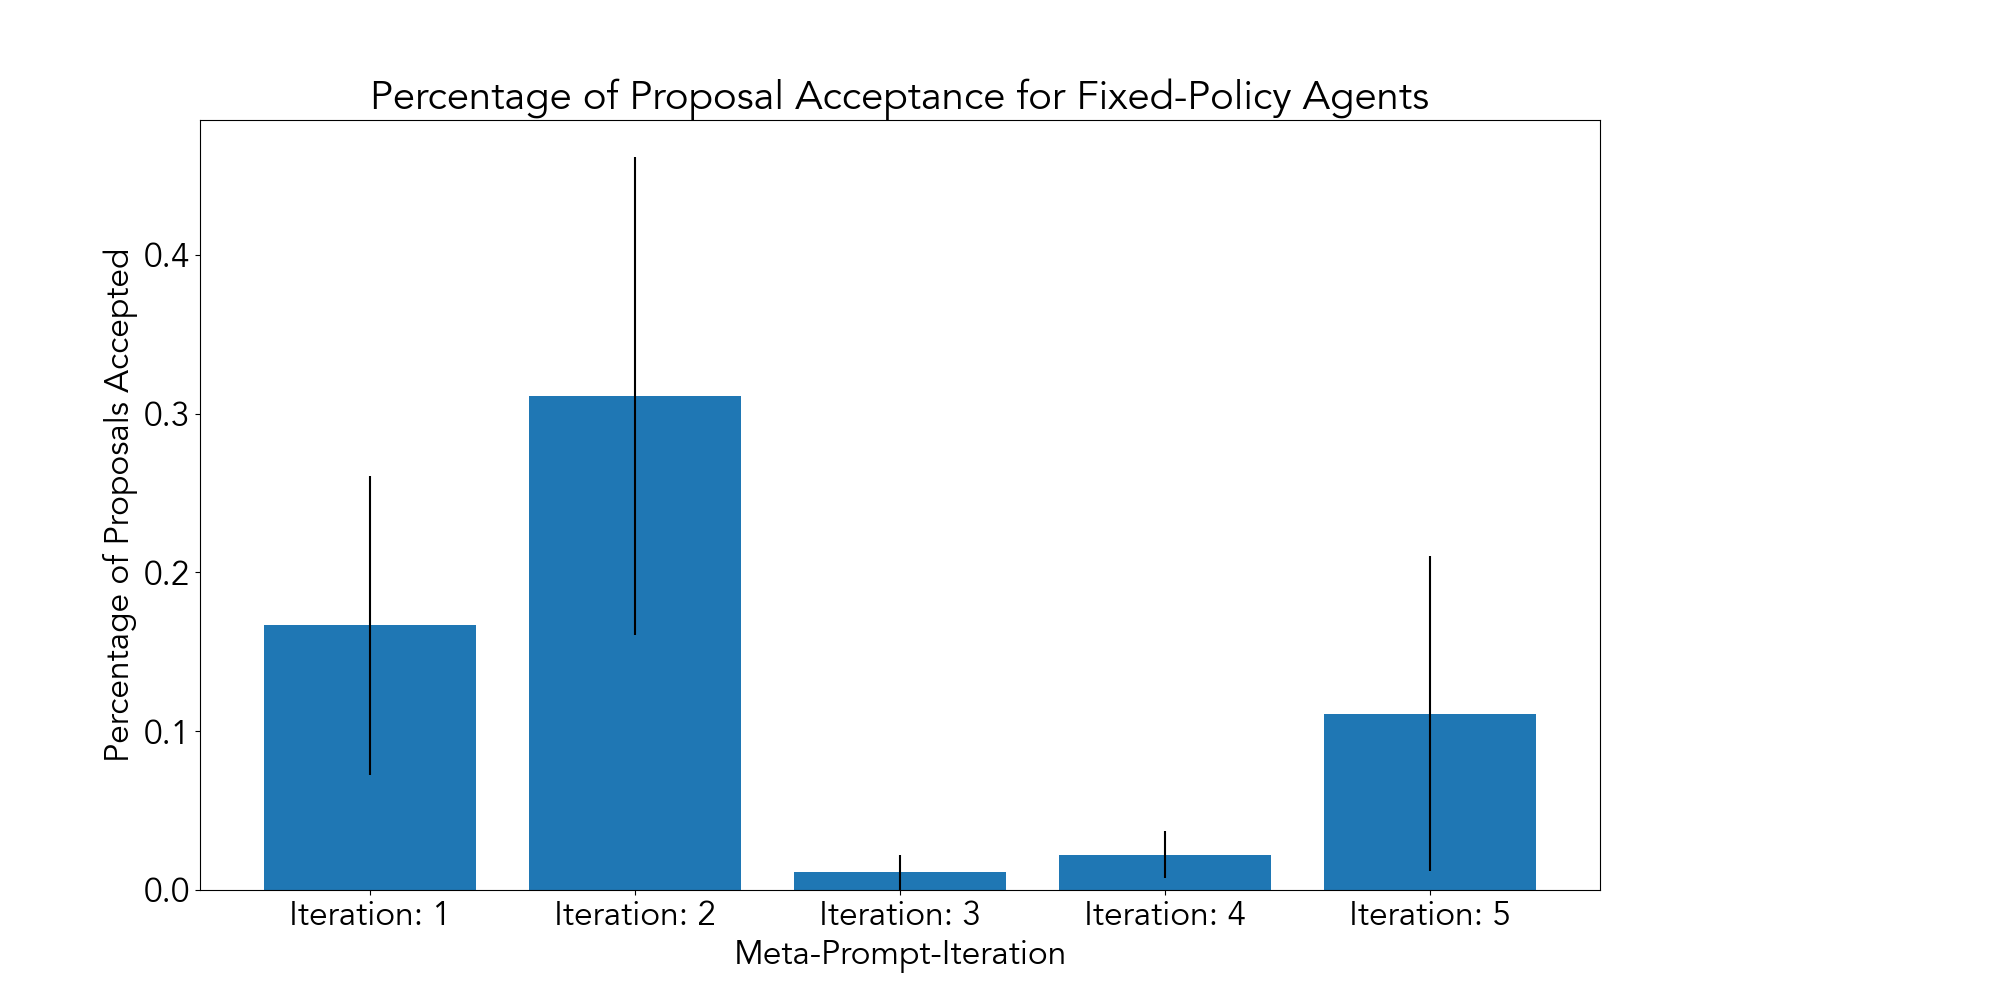 Percentage of Proposal Acceptance for Fixed-Policy Agents
Percentage of Proposals Accepted
0.4
0.3
0.2
0.1
0.0
Iteration: 1
Iteration: 2
Iteration: 3
Iteration: 4
Iteration: 5
Meta-Prompt-Iteration